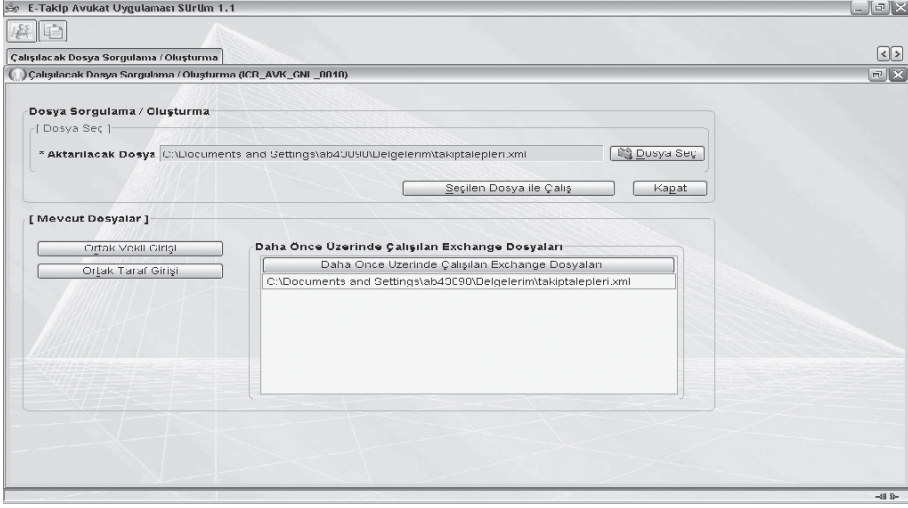 E-Takip Avukat Uygulaması Sürüm 1.1
Çalışılacak Dosya Sorgulama / Oluşturma
Çalışılacak Dosya Sorgulama / Oluşturma (ICR_AVK_GNL_0010)
Dosya Sorgulama / Oluşturma
[ Dosya Seç ]
* Aktarılacak Dosya C:\Documents and Settings\ab40090\Belgelerim\takiptalepleri.xml Dosya Seç
Seçilen Dosya ile Çalış Kapat
[ Mevcut Dosyalar ]
Ortak Vekil Girişi
Ortak Taraf Girişi
Daha Önce Üzerinde Çalışılan Exchange Dosyaları
Daha Önce Üzerinde Çalışılan Exchange Dosyaları
C:\Documents and Settings\ab40090\Belgelerim\takiptalepleri.xml